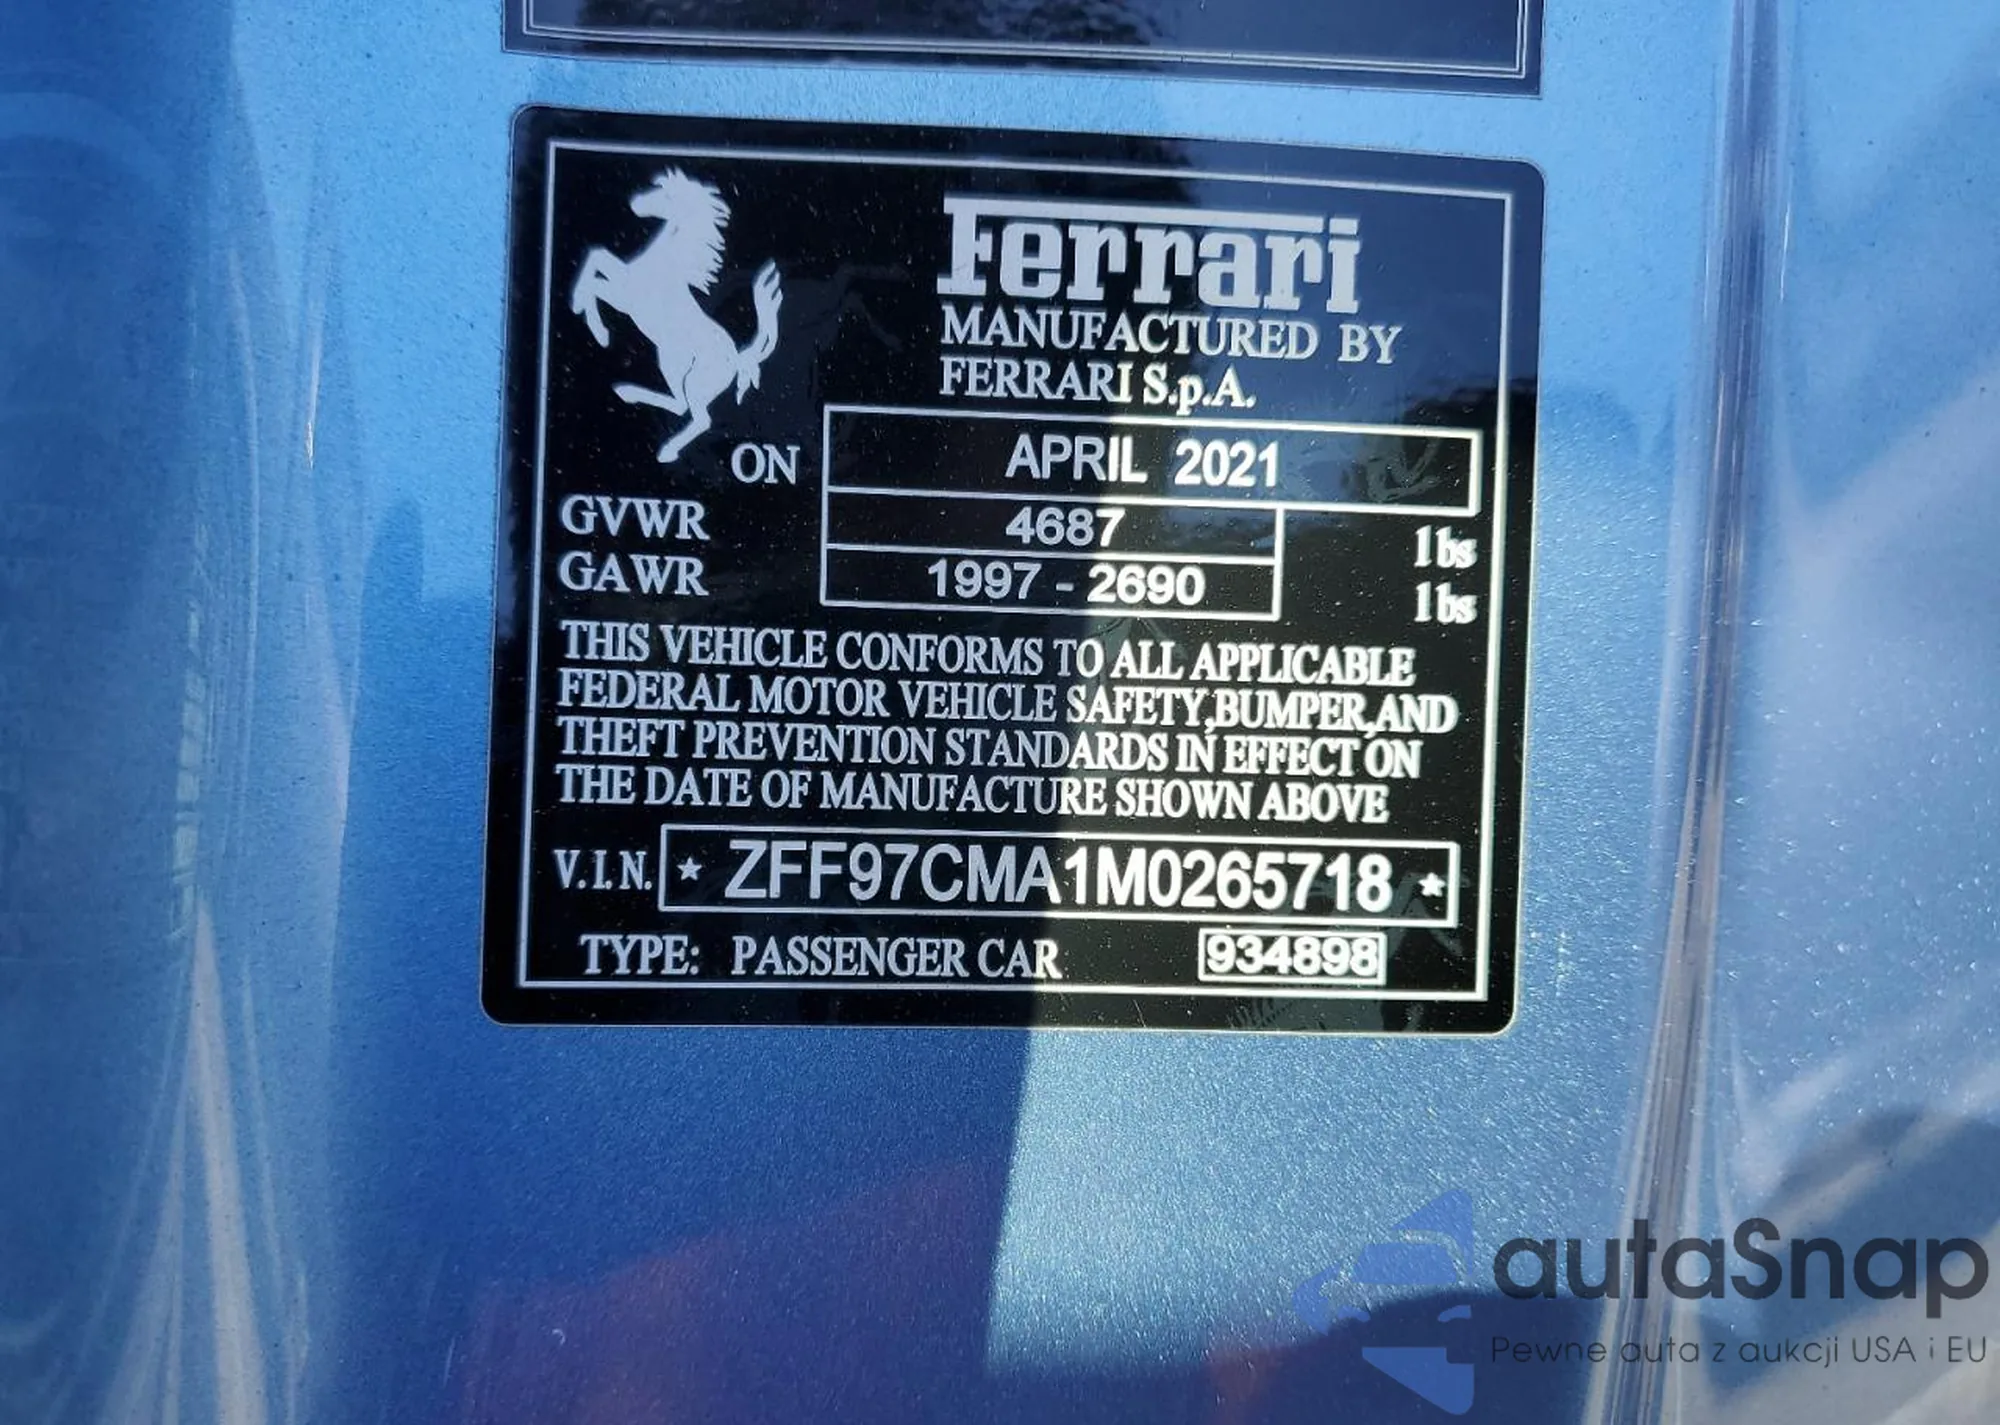 Ferrari
MANUFACTURED BY
FERRARI S.p.A.
ON APRIL 2021
GVWR 4687 lbs
GAWR 1997 - 2690 lbs
THIS VEHICLE CONFORMS TO ALL APPLICABLE
FEDERAL MOTOR VEHICLE SAFETY,BUMPER,AND
THEFT PREVENTION STANDARDS IN EFFECT ON
THE DATE OF MANUFACTURE SHOWN ABOVE
V.I.N. * ZFF97CMA1M0265718 *
TYPE: PASSENGER CAR 934898
autaSnap
Pewne auta z aukcji USA i EU